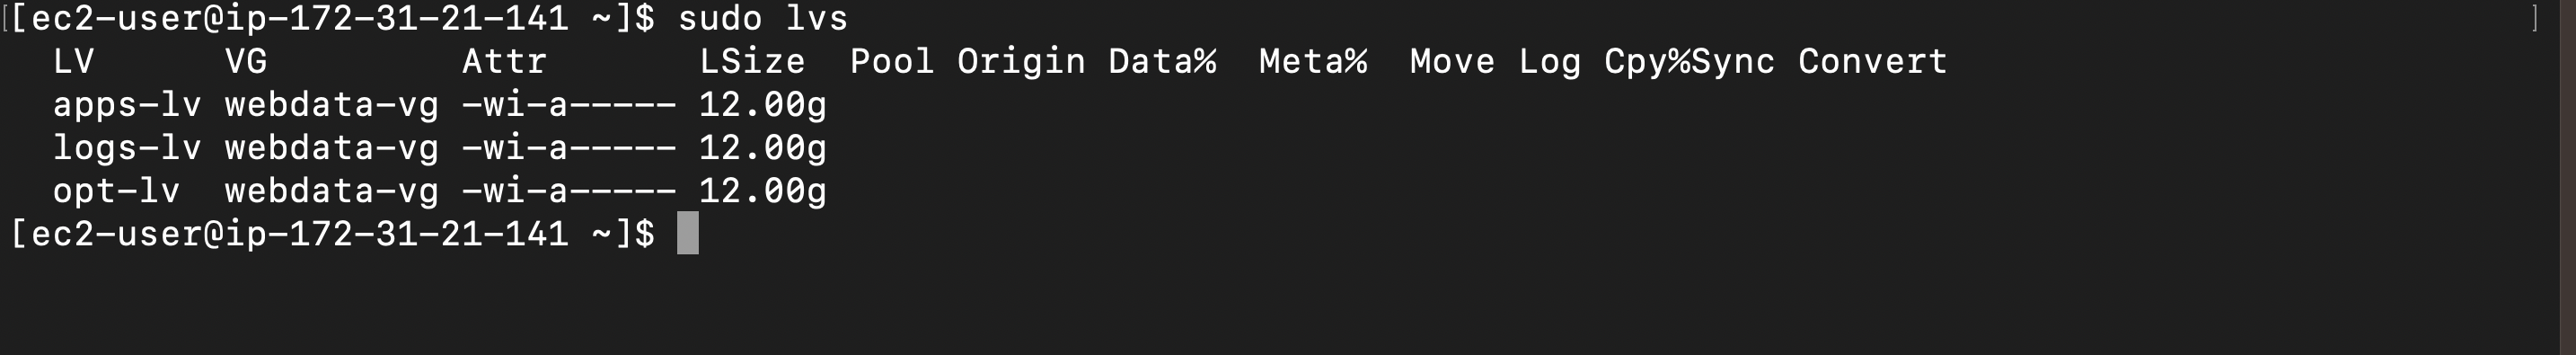 [[ec2-user@ip-172-31-21-141 ~]$ sudo lvs ]
  LV      VG         Attr       LSize  Pool Origin Data%  Meta%  Move Log Cpy%Sync Convert
  apps-lv webdata-vg -wi-a----- 12.00g
  logs-lv webdata-vg -wi-a----- 12.00g
  opt-lv  webdata-vg -wi-a----- 12.00g
[ec2-user@ip-172-31-21-141 ~]$